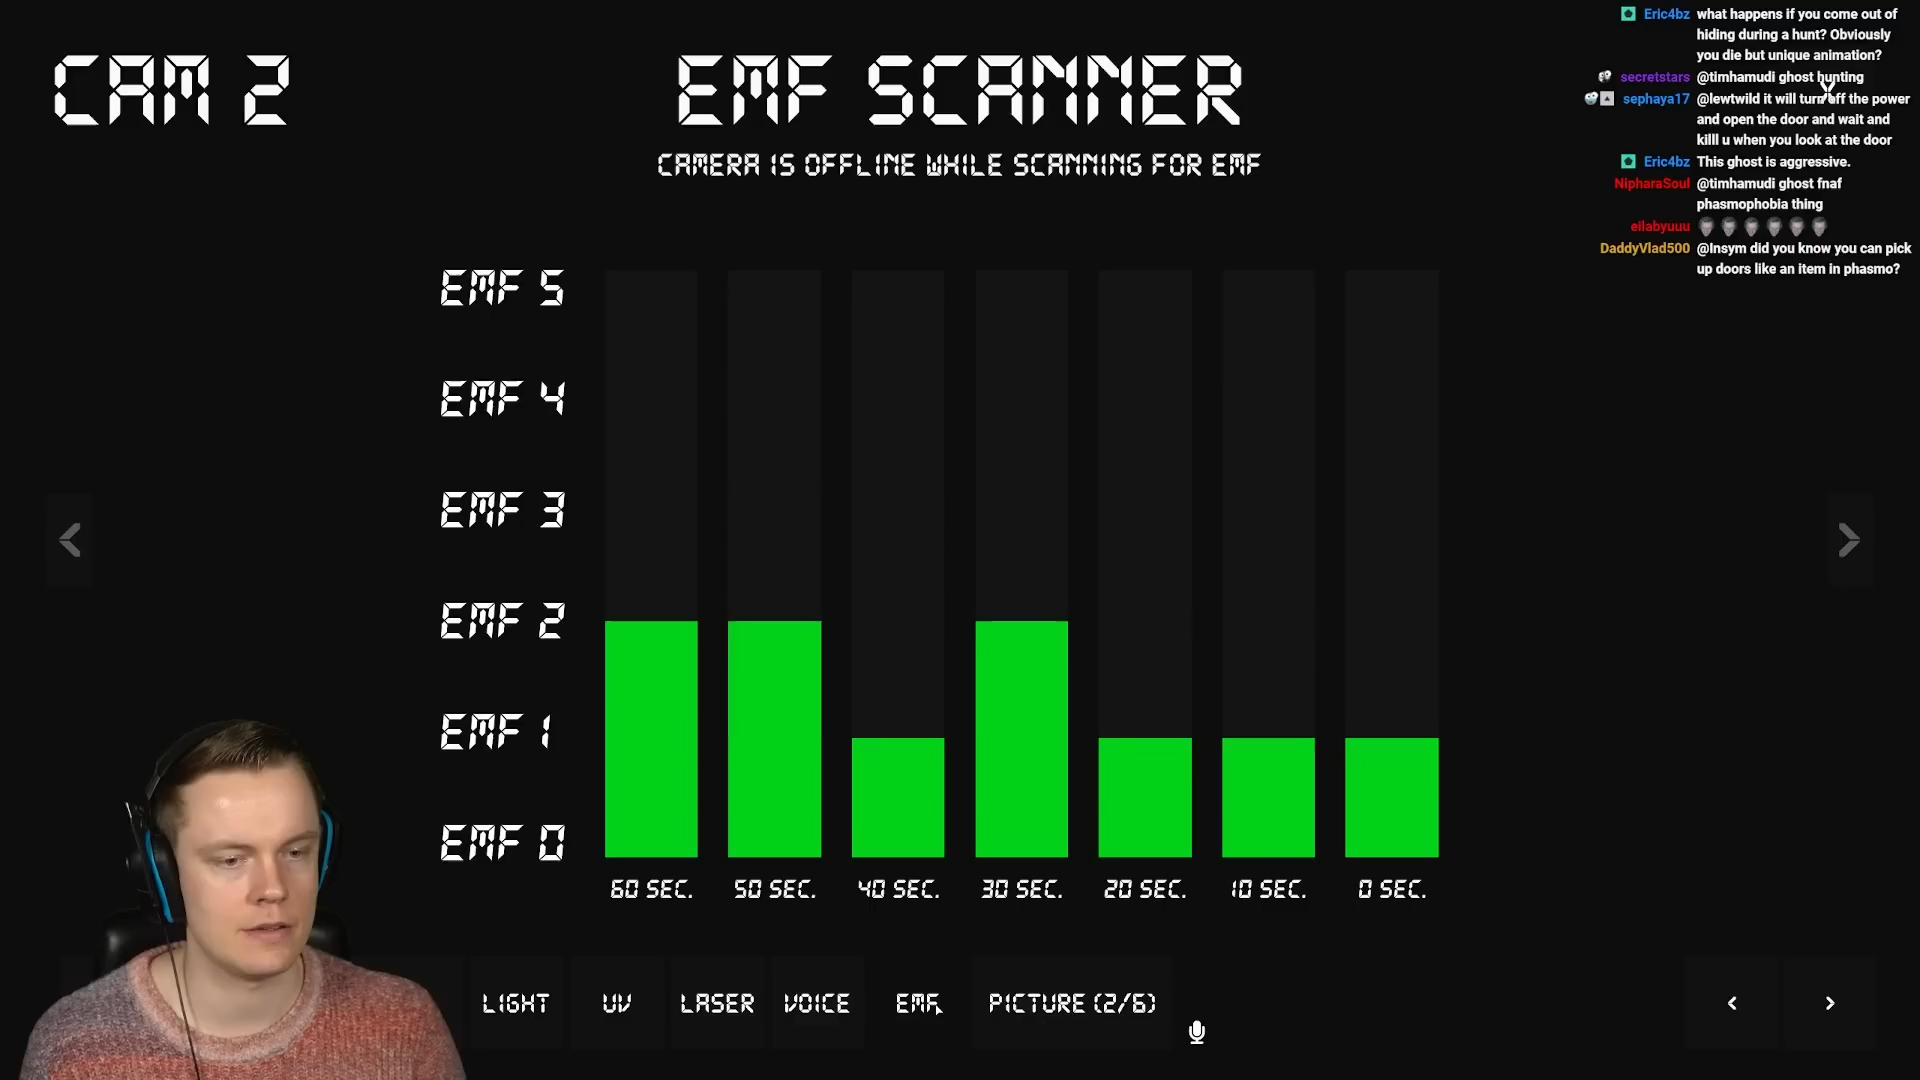 CAM 2
EMF SCANNER
CAMERA IS OFFLINE WHILE SCANNING FOR EMF
EMF 5
EMF 4
EMF 3
EMF 2
EMF 1
EMF 0
60 SEC. 50 SEC. 40 SEC. 30 SEC. 20 SEC. 10 SEC. 0 SEC.
LIGHT UV LASER VOICE EMF PICTURE (2/6)
Eric4bz what happens if you come out of
hiding during a hunt? Obviously
you die but unique animation?
secretstars @timhamudi ghost hunting
sephaya17 @lewtwild it will turn off the power
and open the door and wait and
killl u when you look at the door
Eric4bz This ghost is aggressive.
NipharaSoul @timhamudi ghost fnaf
phasmophobia thing
eilabyuuu
DaddyVlad500 @Insym did you know you can pick
up doors like an item in phasmo?